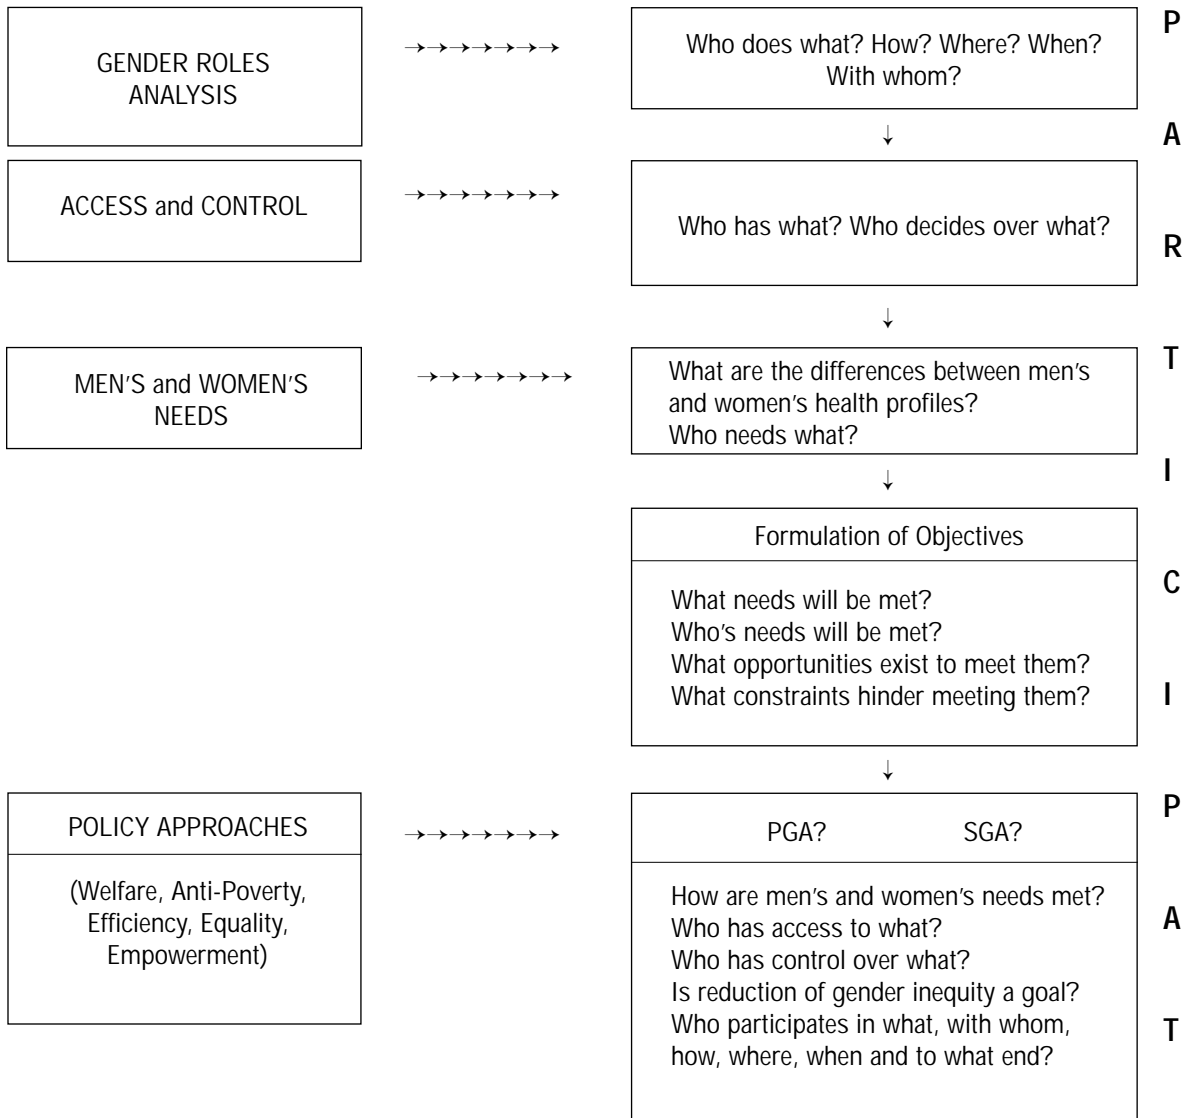 GENDER ROLES
ANALYSIS
→→→→→→→
Who does what? How? Where? When?
With whom?
↓
ACCESS and CONTROL
→→→→→→→
Who has what? Who decides over what?
↓
MEN'S and WOMEN'S
NEEDS
→→→→→→→
What are the differences between men's
and women's health profiles?
Who needs what?
↓
Formulation of Objectives
What needs will be met?
Who's needs will be met?
What opportunities exist to meet them?
What constraints hinder meeting them?
↓
POLICY APPROACHES
(Welfare, Anti-Poverty,
Efficiency, Equality,
Empowerment)
→→→→→→→
PGA? SGA?
How are men's and women's needs met?
Who has access to what?
Who has control over what?
Is reduction of gender inequity a goal?
Who participates in what, with whom,
how, where, when and to what end?
P
A
R
T
I
C
I
P
A
T